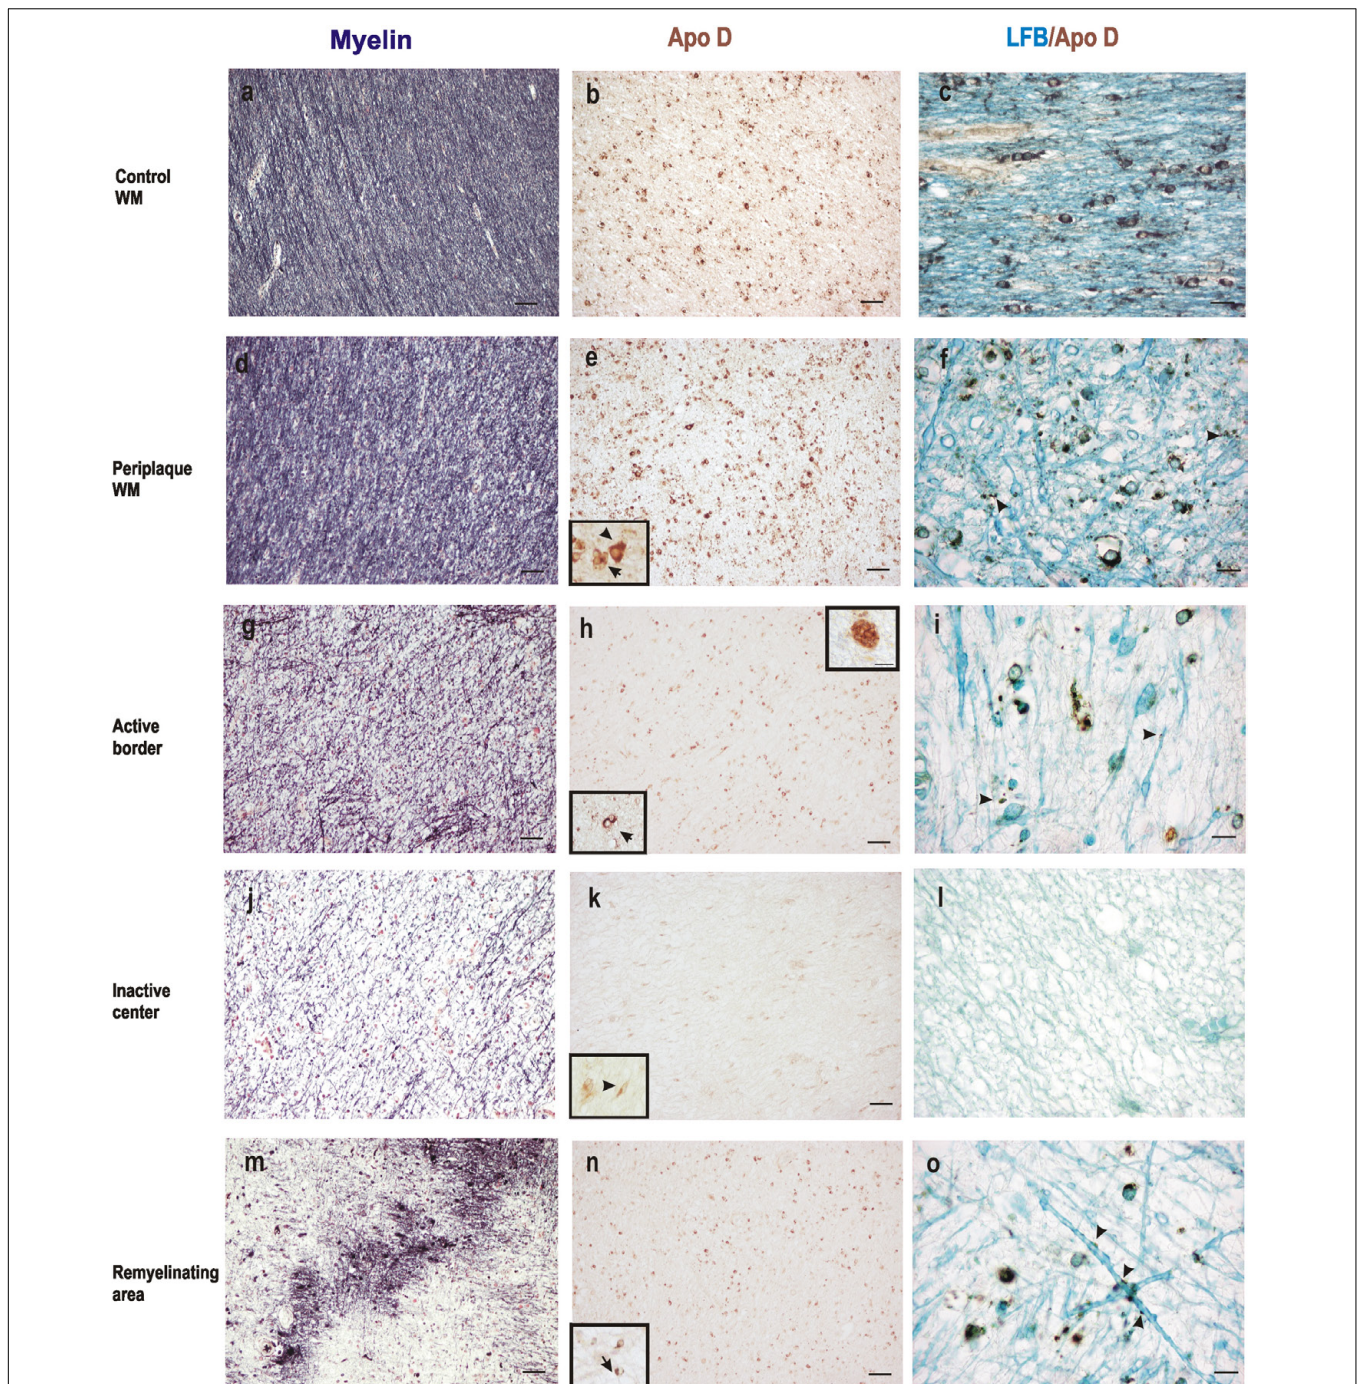 Myelin
Apo D
LFB/Apo D
Control
WM
a
b
c
Periplaque
WM
d
e
f
Active
border
g
h
i
Inactive
center
j
k
l
Remyelinating
area
m
n
o